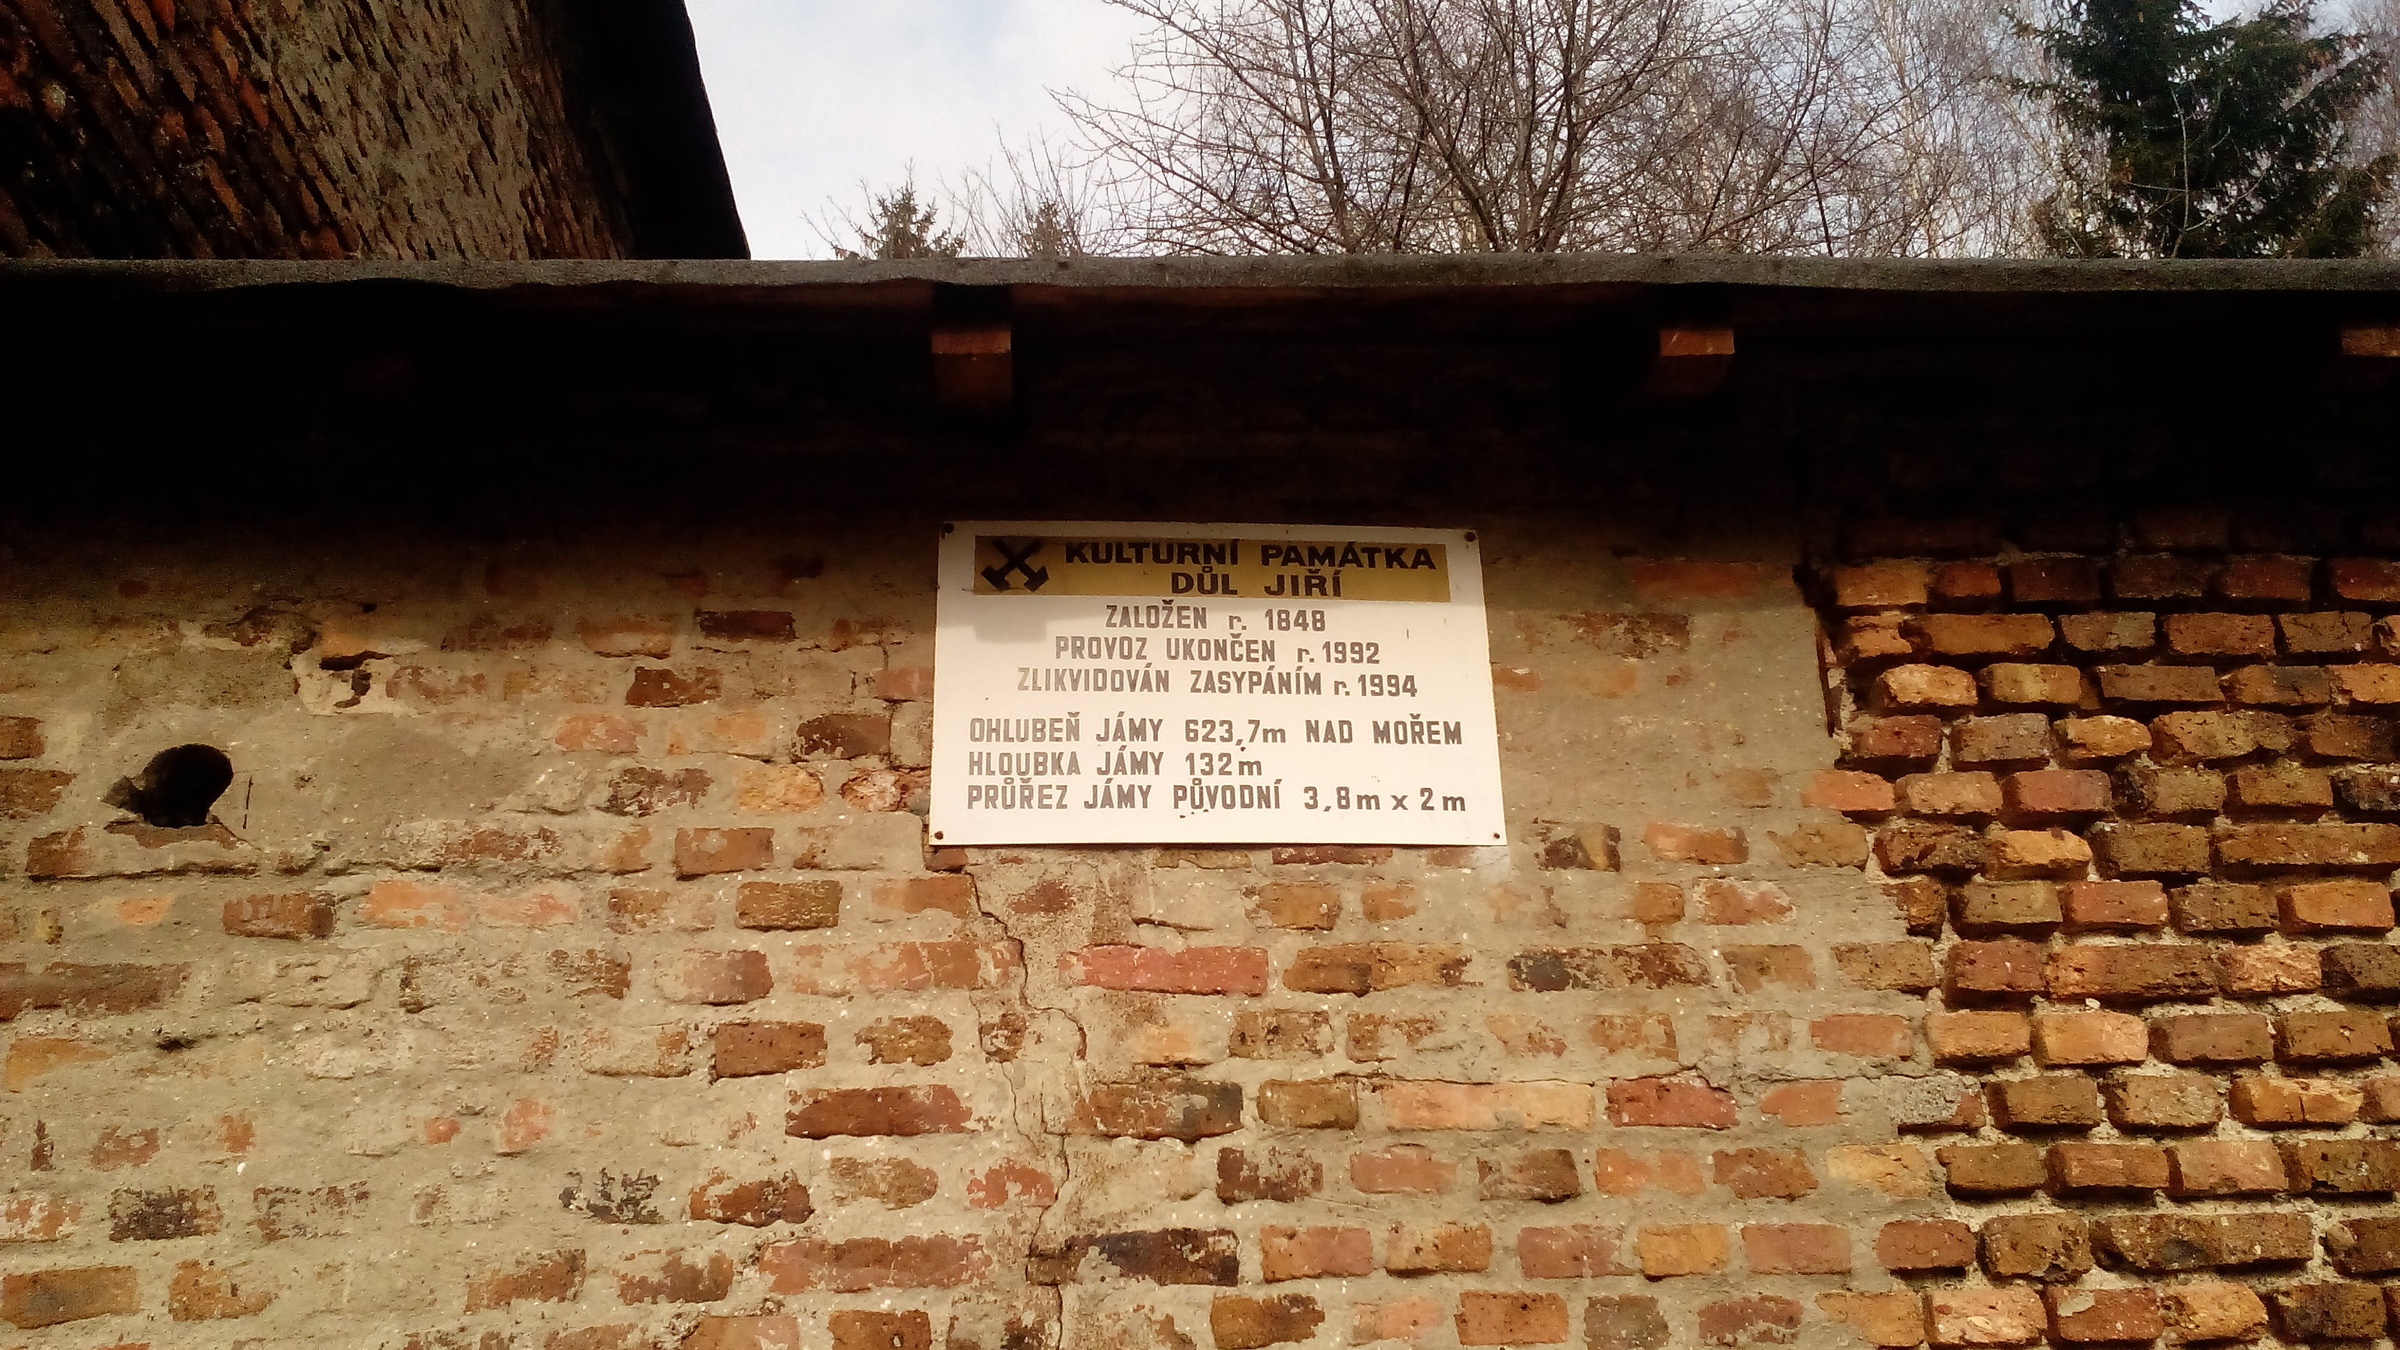 KULTURNÍ PAMÁTKA
DŮL JIŘÍ
ZALOŽEN r. 1848
PROVOZ UKONČEN r. 1992
ZLIKVIDOVÁN ZASYPÁNÍM r. 1994
OHLUBEŇ JÁMY 623,7m NAD MOŘEM
HLOUBKA JÁMY 132m
PRŮŘEZ JÁMY PŮVODNÍ 3,8m x 2m